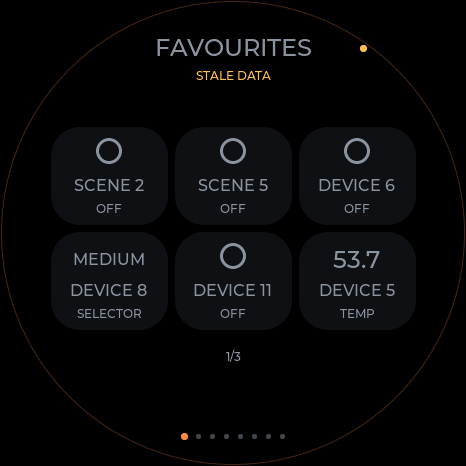 FAVOURITES
STALE DATA
SCENE 2
OFF
SCENE 5
OFF
DEVICE 6
OFF
MEDIUM
DEVICE 8
SELECTOR
DEVICE 11
OFF
53.7
DEVICE 5
TEMP
1/3